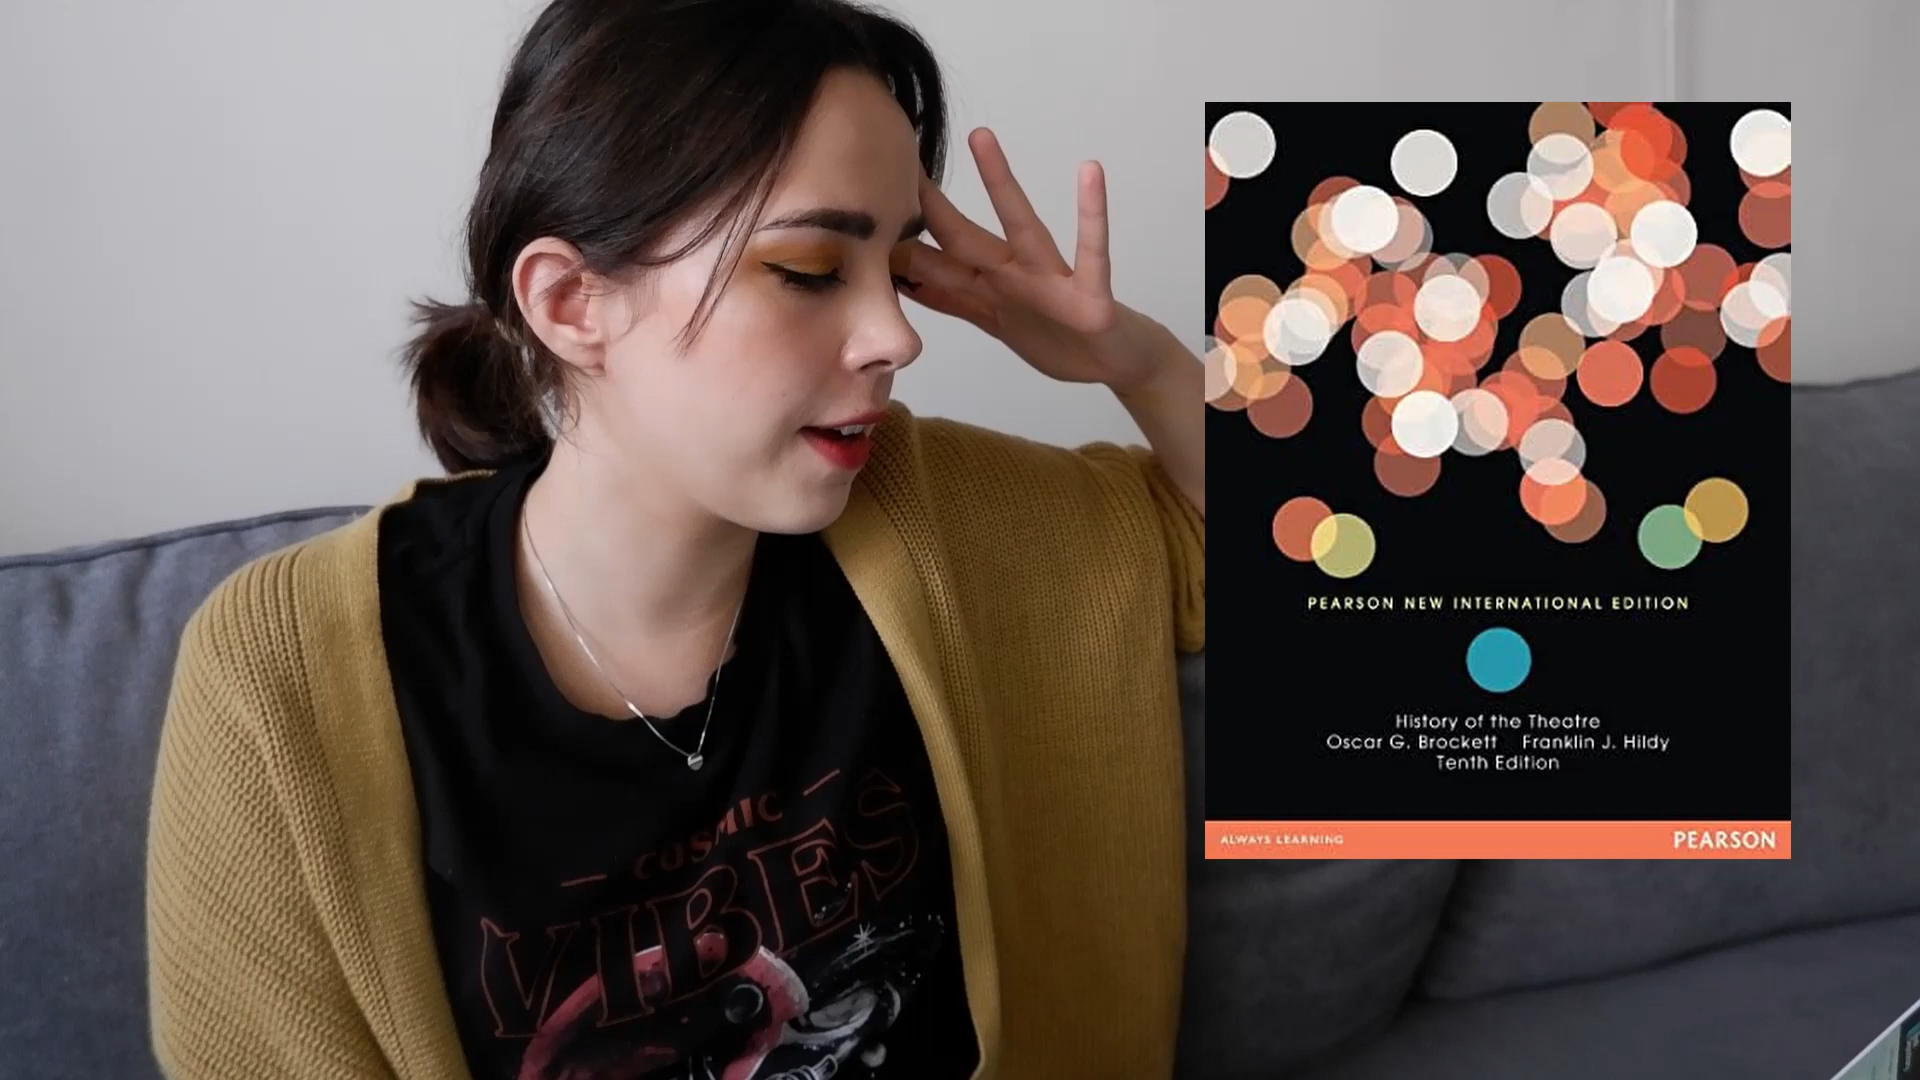 COSMIC
VIBES
PEARSON NEW INTERNATIONAL EDITION
History of the Theatre
Oscar G. Brockett Franklin J. Hildy
Tenth Edition
ALWAYS LEARNING
PEARSON